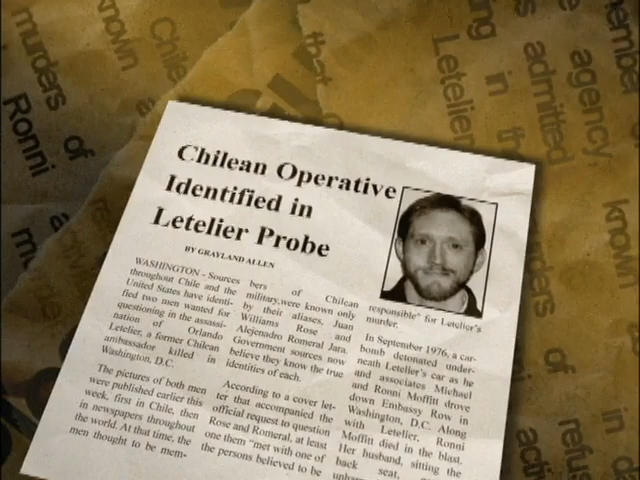 Chilean Operative
Identified in
Letelier Probe
BY GRAYLAND ALLEN
WASHINGTON - Sources
throughout Chile and the
United States have identi-
fied two men wanted for
questioning in the assassi-
nation of Orlando
Letelier, a former Chilean
ambassador killed in
Washington, D.C.
The pictures of both men
were published earlier this
week, first in Chile, then
in newspapers throughout
the world. At that time, the
men thought to be mem-
bers of Chilean
military, were known only
by their aliases, Juan
Williams Rose and
Alejenadro Romeral Jara.
Government sources now
believe they know the true
identities of each.
According to a cover let-
ter that accompanied the
official request to question
Rose and Romeral, at least
one them "met with one of
the persons believed to be
responsible" for Letelier's
murder.
In September 1976, a car-
bomb detonated under-
neath Letelier's car as he
and associates Michael
and Ronni Moffitt drove
down Embassy Row in
Washington, D.C. Along
with Letelier, Ronni
Moffitt died in the blast.
Her husband, sitting the
back seat,
murders of
Ronni
known
Chile
that
Letelier
ing in
admitted
agency
known